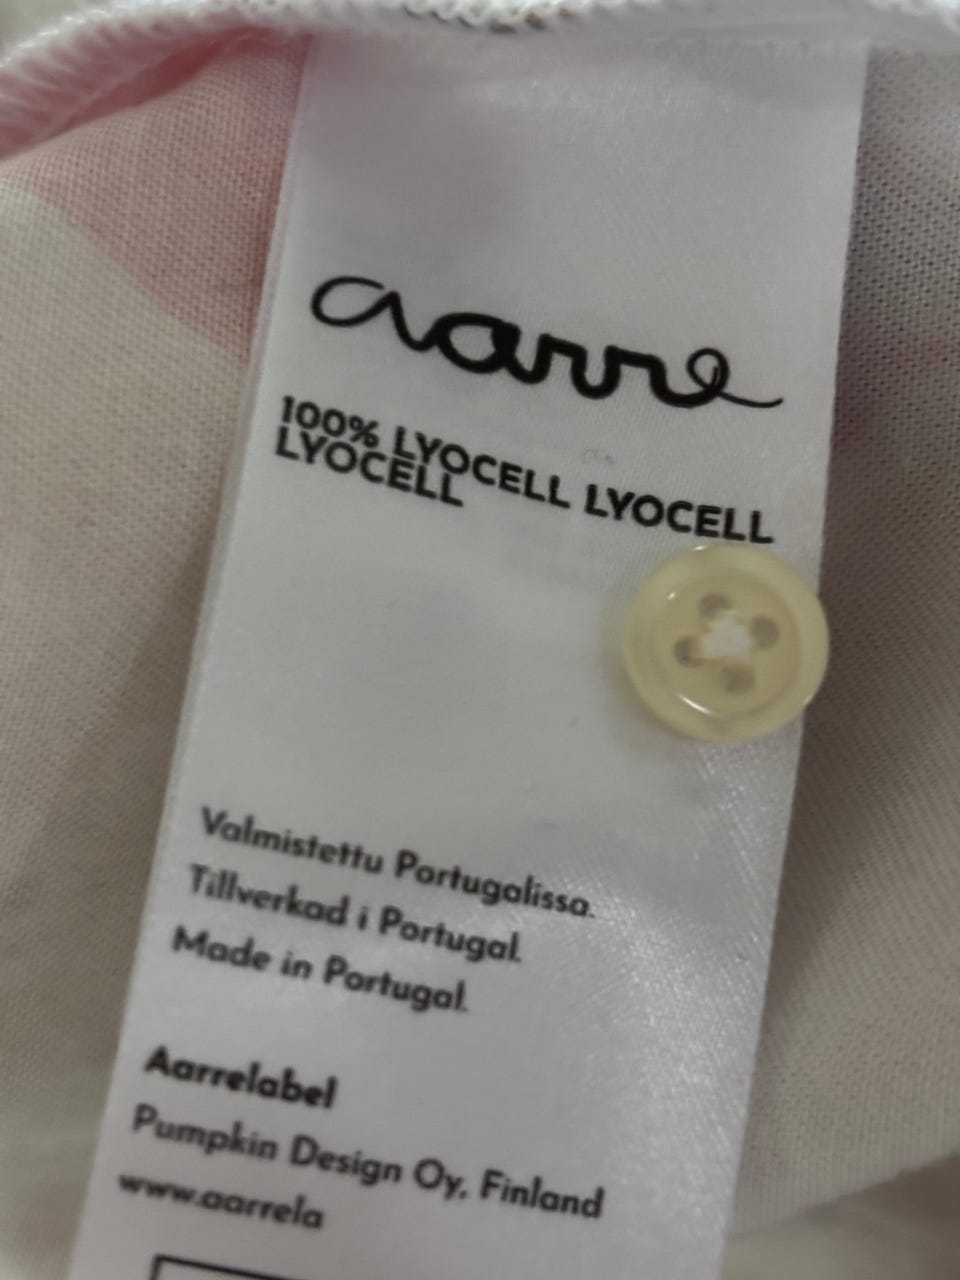 aarre
100% LYOCELL LYOCELL
LYOCELL
Valmistettu Portugalissa.
Tillverkad i Portugal.
Made in Portugal.
Aarrelabel
Pumpkin Design Oy, Finland
www.aarrela